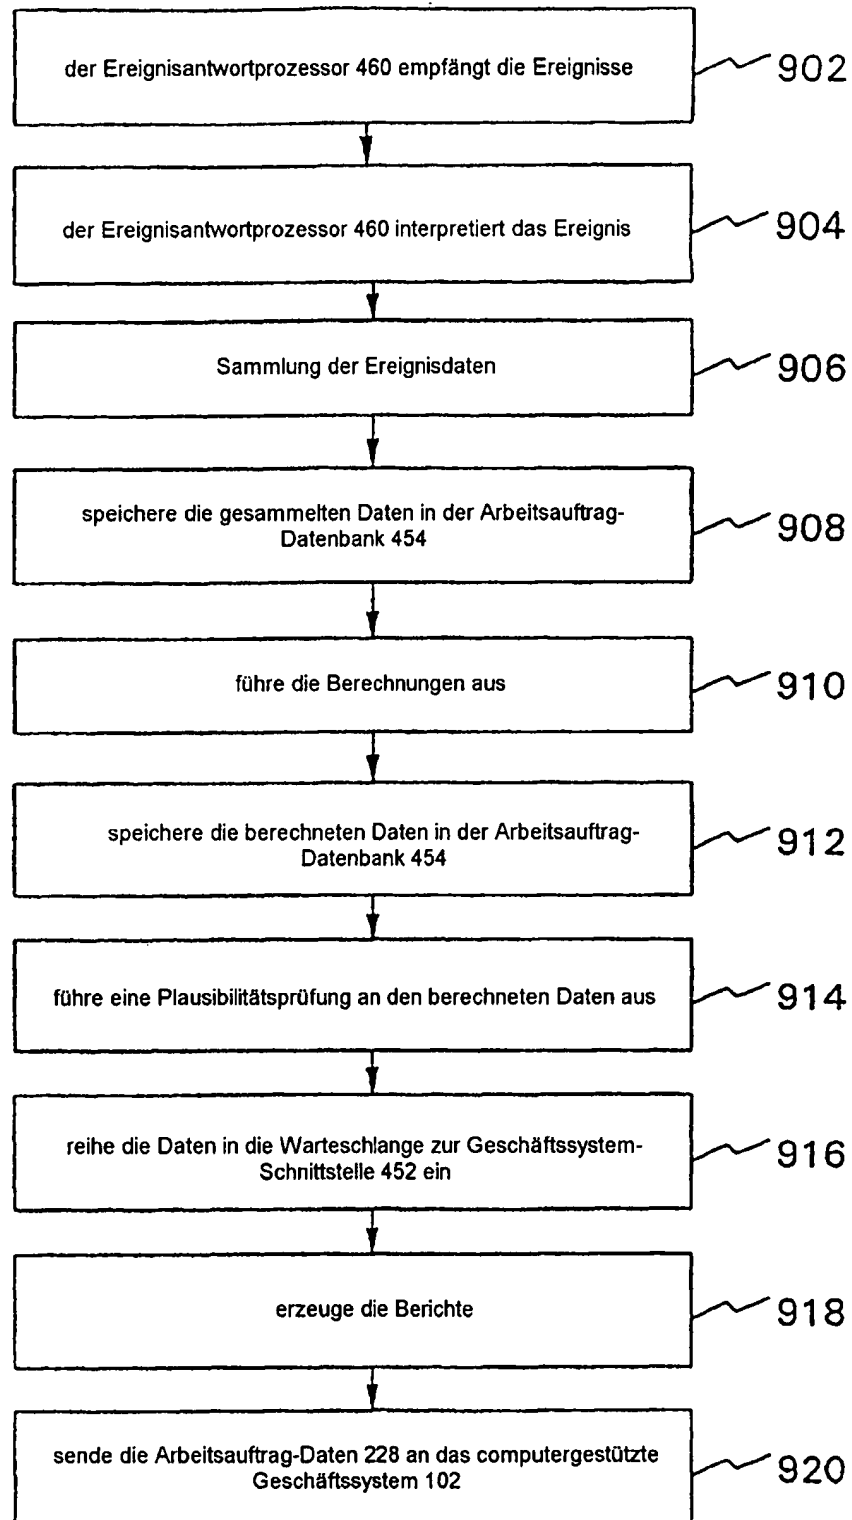 der Ereignisantwortprozessor 460 empfängt die Ereignisse
902
der Ereignisantwortprozessor 460 interpretiert das Ereignis
904
Sammlung der Ereignisdaten
906
speichere die gesammelten Daten in der Arbeitsauftrag-
Datenbank 454
908
führe die Berechnungen aus
910
speichere die berechneten Daten in der Arbeitsauftrag-
Datenbank 454
912
führe eine Plausibilitätsprüfung an den berechneten Daten aus
914
reihe die Daten in die Warteschlange zur Geschäftssystem-
Schnittstelle 452 ein
916
erzeuge die Berichte
918
sende die Arbeitsauftrag-Daten 228 an das computergestützte
Geschäftssystem 102
920